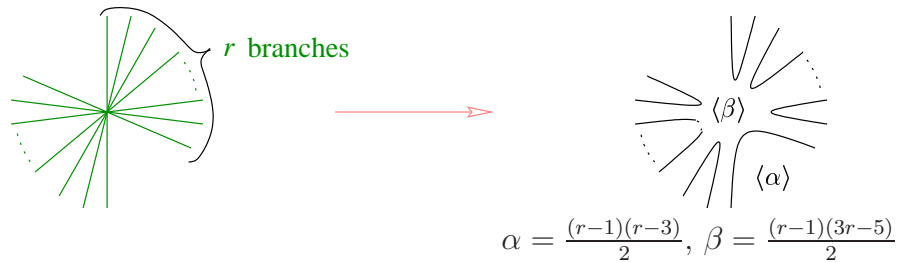 r branches
⟨β⟩
⟨α⟩
α = (r−1)(r−3)/2, β = (r−1)(3r−5)/2